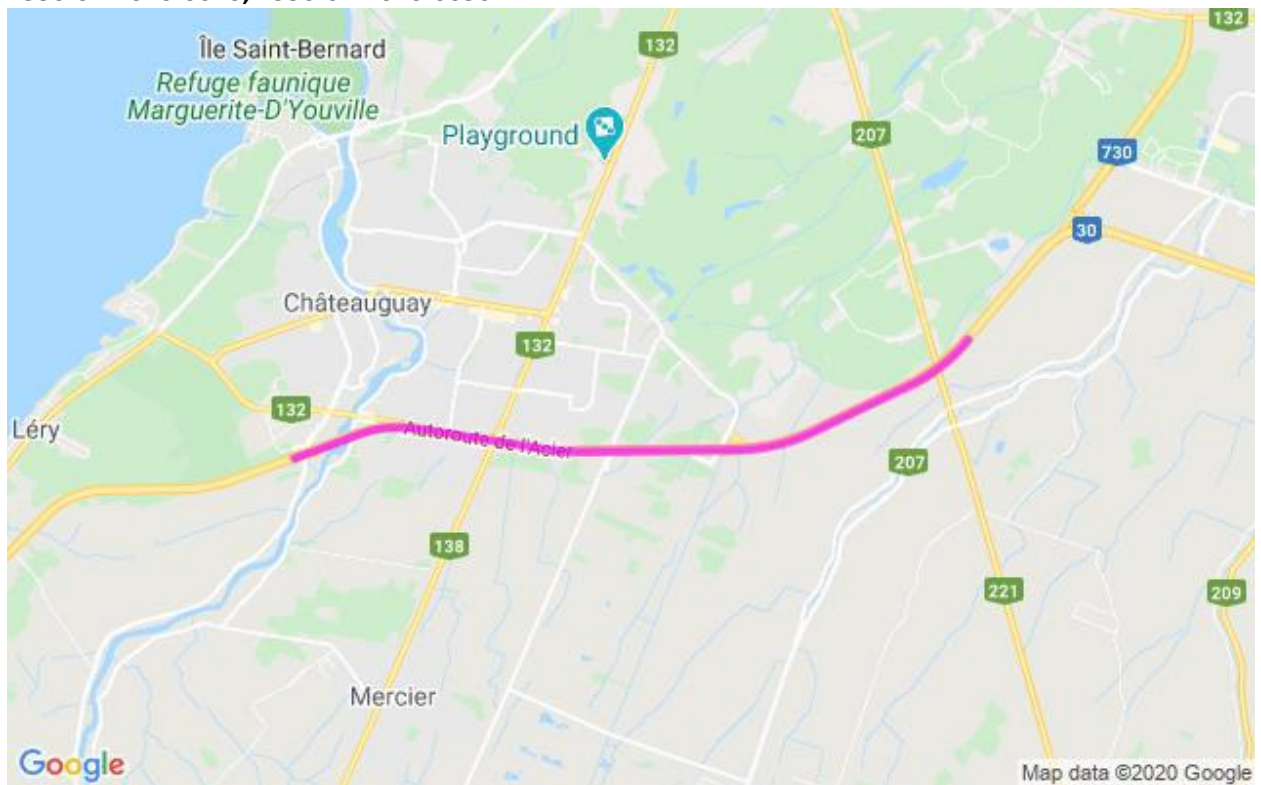 132
Île Saint-Bernard
132
Refuge faunique
Marguerite-D'Youville
Playground
207
730
30
Châteauguay
132
132
Léry
Autoroute de l'Acier
207
138
221
209
Mercier
Google
Map data ©2020 Google